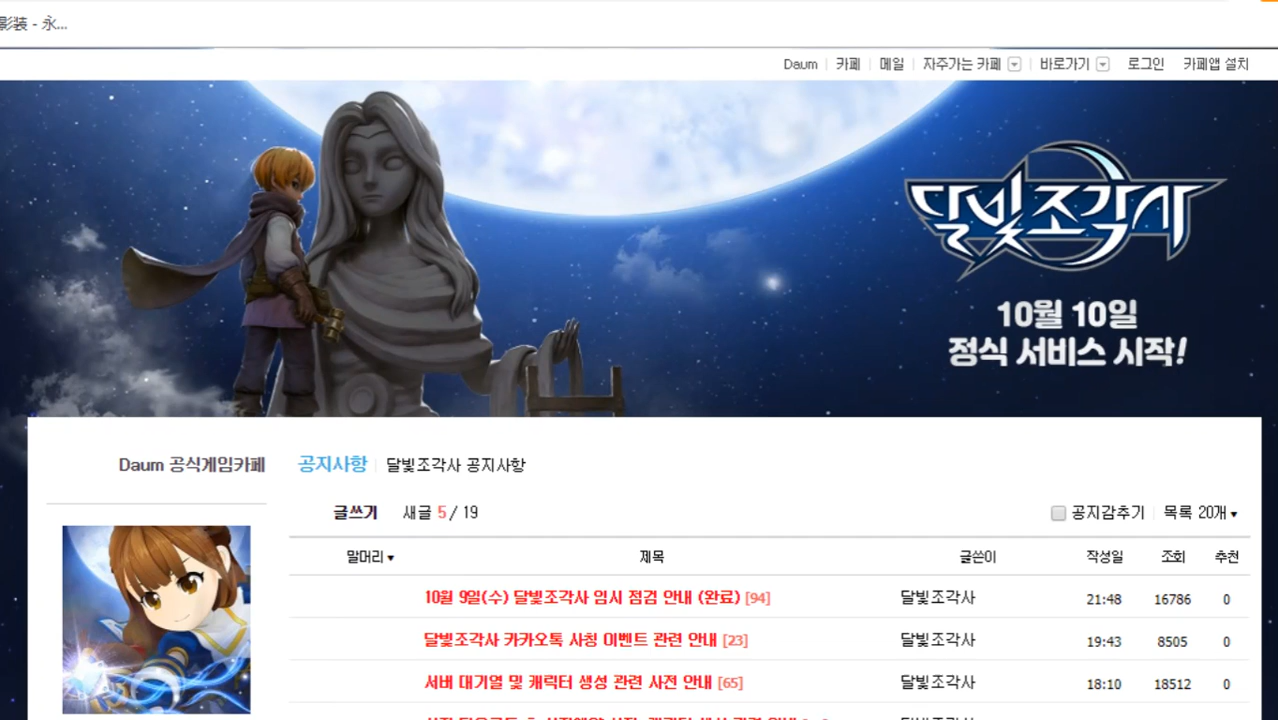 影裝 - 永...
Daum 카페 메일 자주가는 카페 바로가기 로그인 카페앱 설치
달빛조각사
10월 10일
정식 서비스 시작!
Daum 공식게임카페
공지사항 달빛조각사 공지사항
글쓰기 새글 5 / 19 공지감추기 목록 20개
말머리 제목 글쓴이 작성일 조회 추천
10월 9일(수) 달빛조각사 임시 점검 안내 (완료) [94] 달빛조각사 21:48 16786 0
달빛조각사 카카오톡 사칭 이벤트 관련 안내 [23] 달빛조각사 19:43 8505 0
서버 대기열 및 캐릭터 생성 관련 사전 안내 [65] 달빛조각사 18:10 18512 0